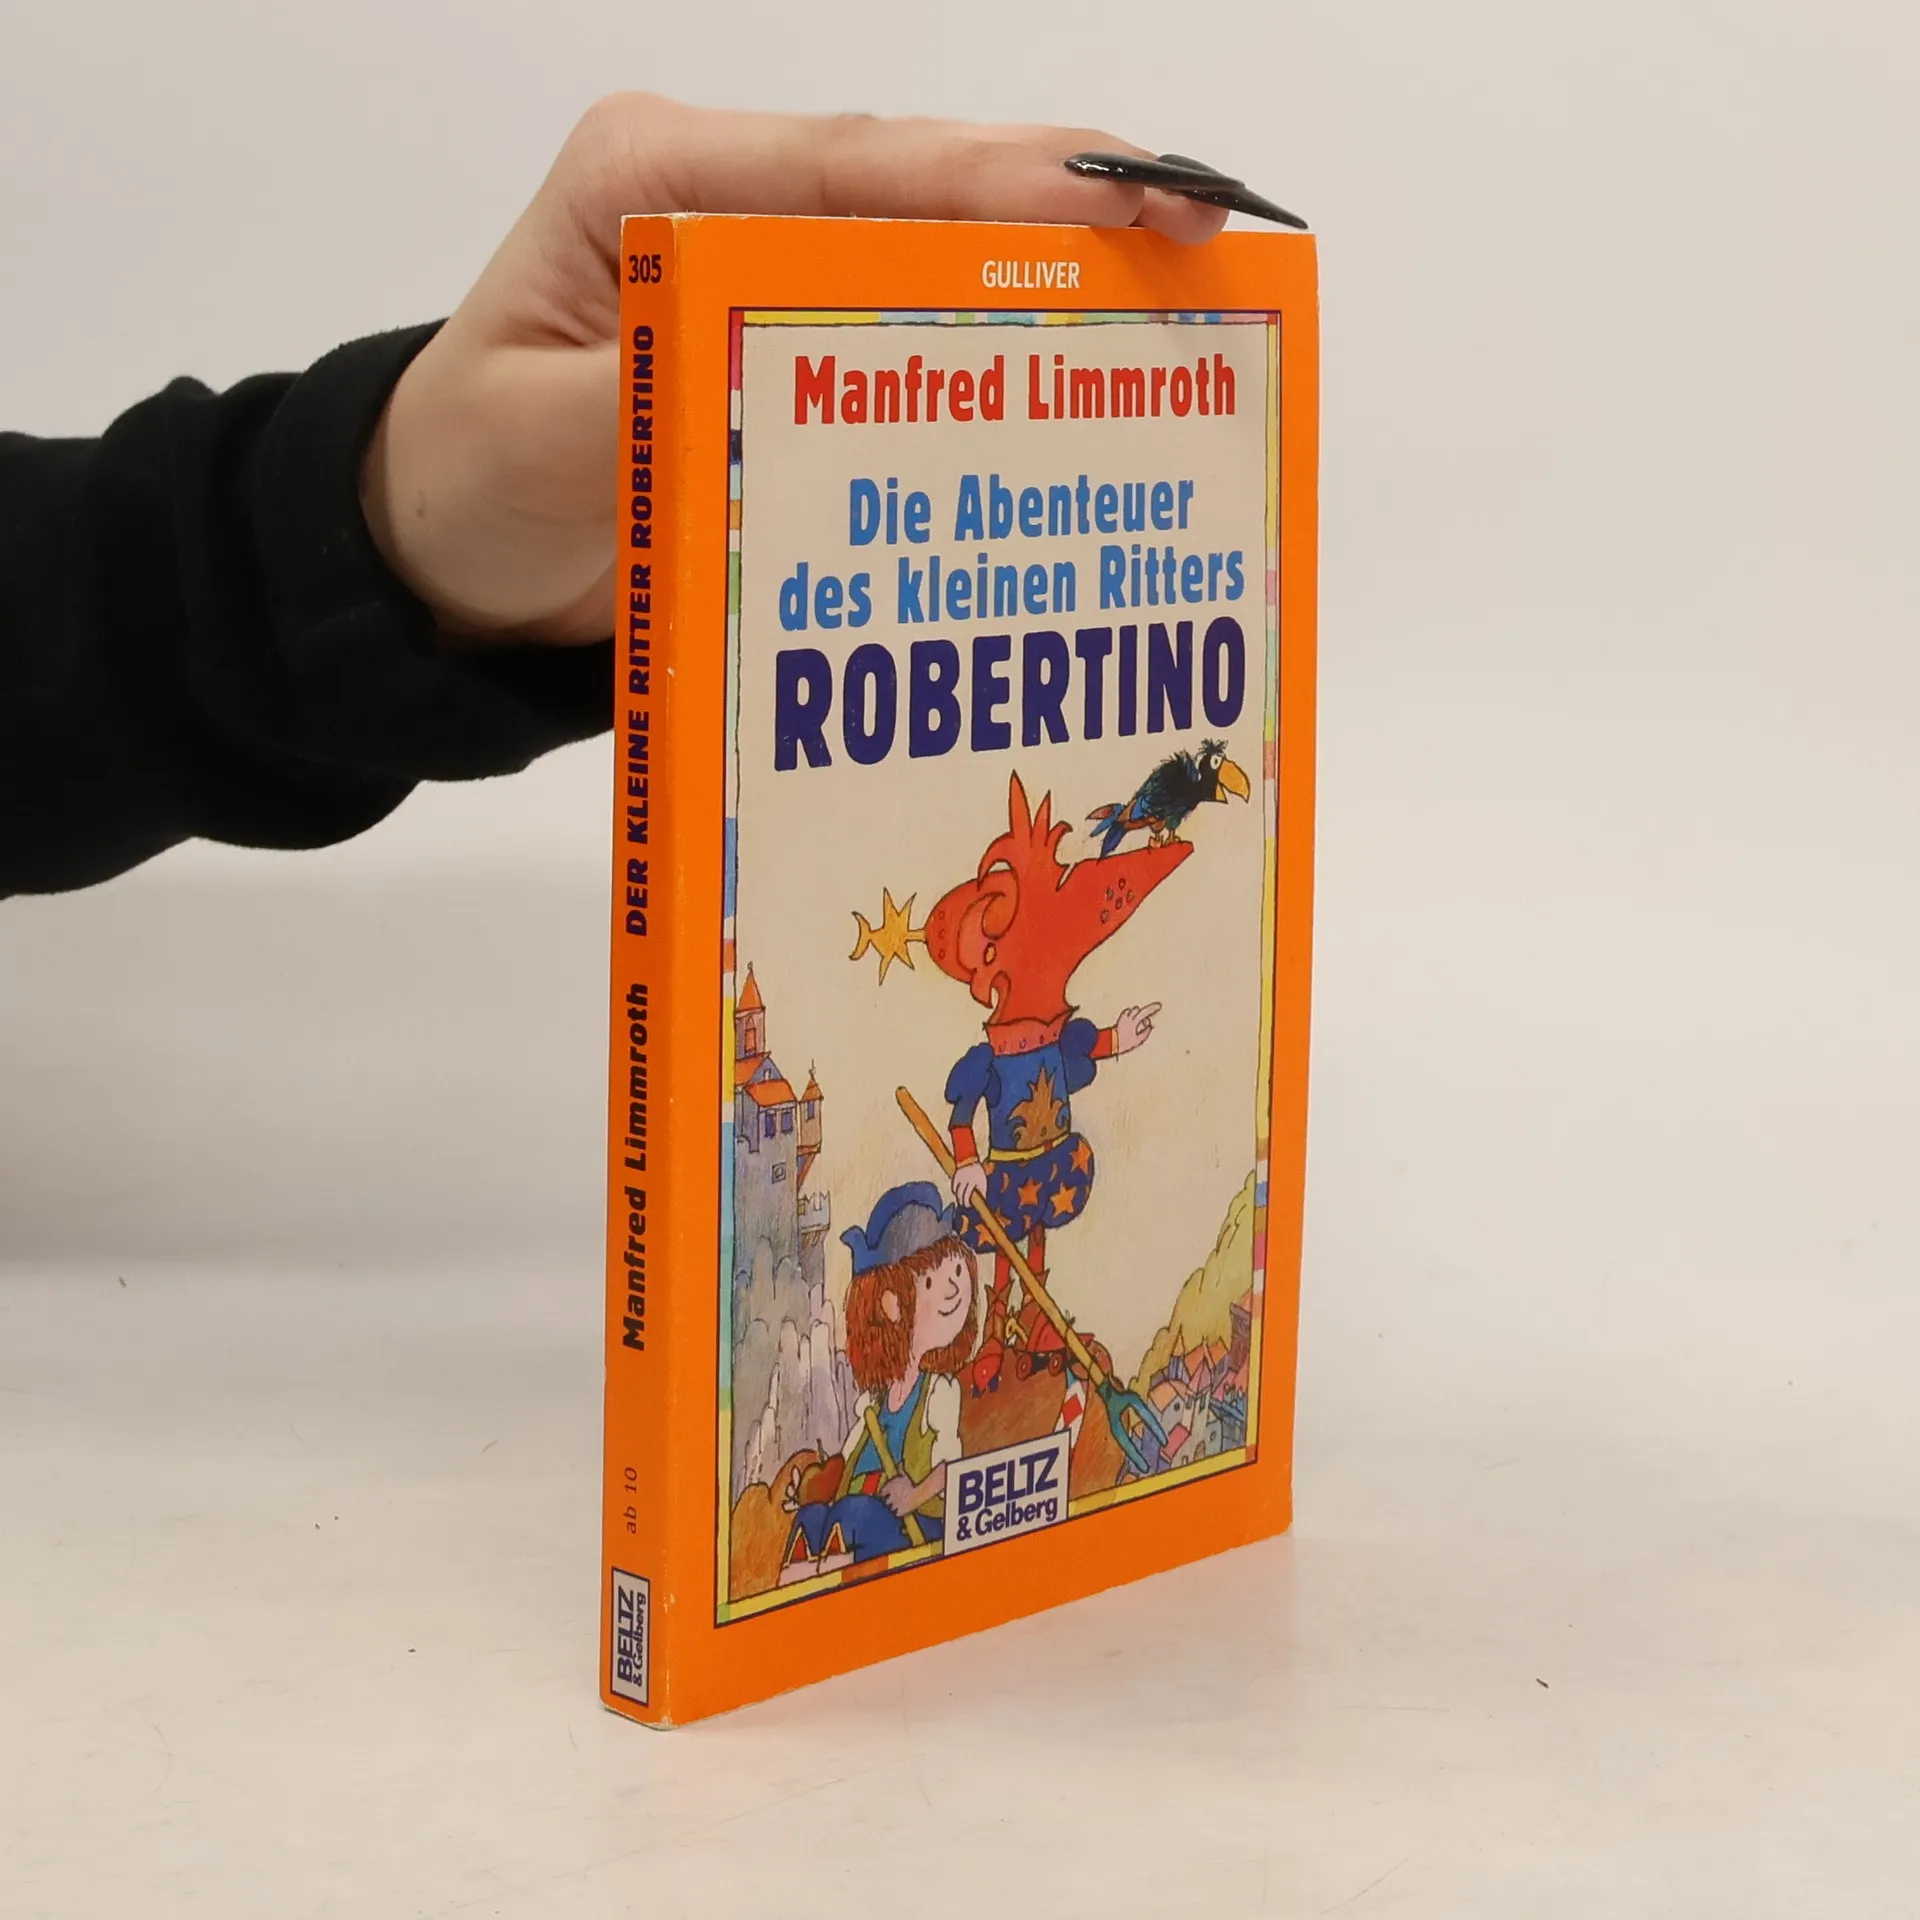 305
DER KLEINE RITTER ROBERTINO
Manfred Limmroth
ab 10
BELTZ
& Gelberg
GULLIVER
Manfred Limmroth
Die Abenteuer
des kleinen Ritters
ROBERTINO
BELTZ
& Gelberg